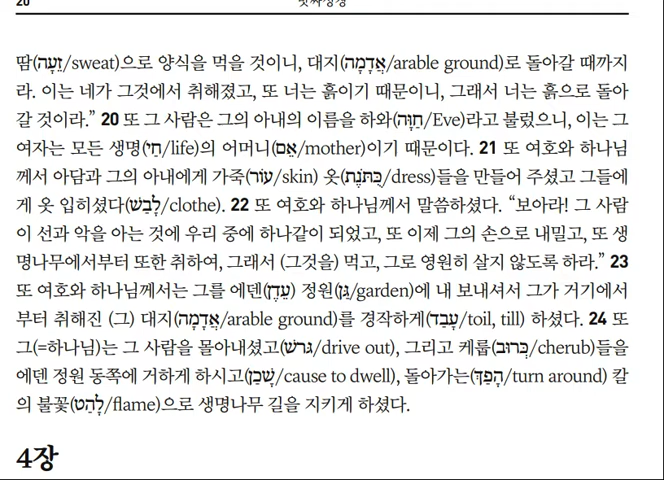 20
땀(זֵעָה/sweat)으로 양식을 먹을 것이니, 대지(אֲדָמָה/arable ground)로 돌아갈 때까지
라. 이는 네가 그것에서 취해졌고, 또 너는 흙이기 때문이니, 그래서 너는 흙으로 돌아
갈 것이라.” 20 또 그 사람은 그의 아내의 이름을 하와(חַוָּה/Eve)라고 불렀으니, 이는 그
여자는 모든 생명(חַי/life)의 어머니(אֵם/mother)이기 때문이다. 21 또 여호와 하나님
께서 아담과 그의 아내에게 가죽(עוֹר/skin) 옷(כְּתֹנֶת/dress)들을 만들어 주셨고 그들에
게 옷 입히셨다(לָבַשׁ/clothe). 22 또 여호와 하나님께서 말씀하셨다. “보아라! 그 사람
이 선과 악을 아는 것에 우리 중에 하나같이 되었고, 또 이제 그의 손으로 내밀고, 또 생
명나무에서부터 또한 취하여, 그래서 (그것을) 먹고, 그로 영원히 살지 않도록 하라.” 23
또 여호와 하나님께서는 그를 에덴(עֵדֶן) 정원(גַּן/garden)에 내 보내셔서 그가 거기에서
부터 취해진 (그) 대지(אֲדָמָה/arable ground)를 경작하게(עָבַד/toil, till) 하셨다. 24 또
그(=하나님)는 그 사람을 몰아내셨고(גּרשׁ/drive out), 그리고 케룹(כְּרוּב/cherub)들을
에덴 정원 동쪽에 거하게 하시고(שָׁכַן/cause to dwell), 돌아가는(הָפַךְ/turn around) 칼
의 불꽃(לָהַט/flame)으로 생명나무 길을 지키게 하셨다.
4장